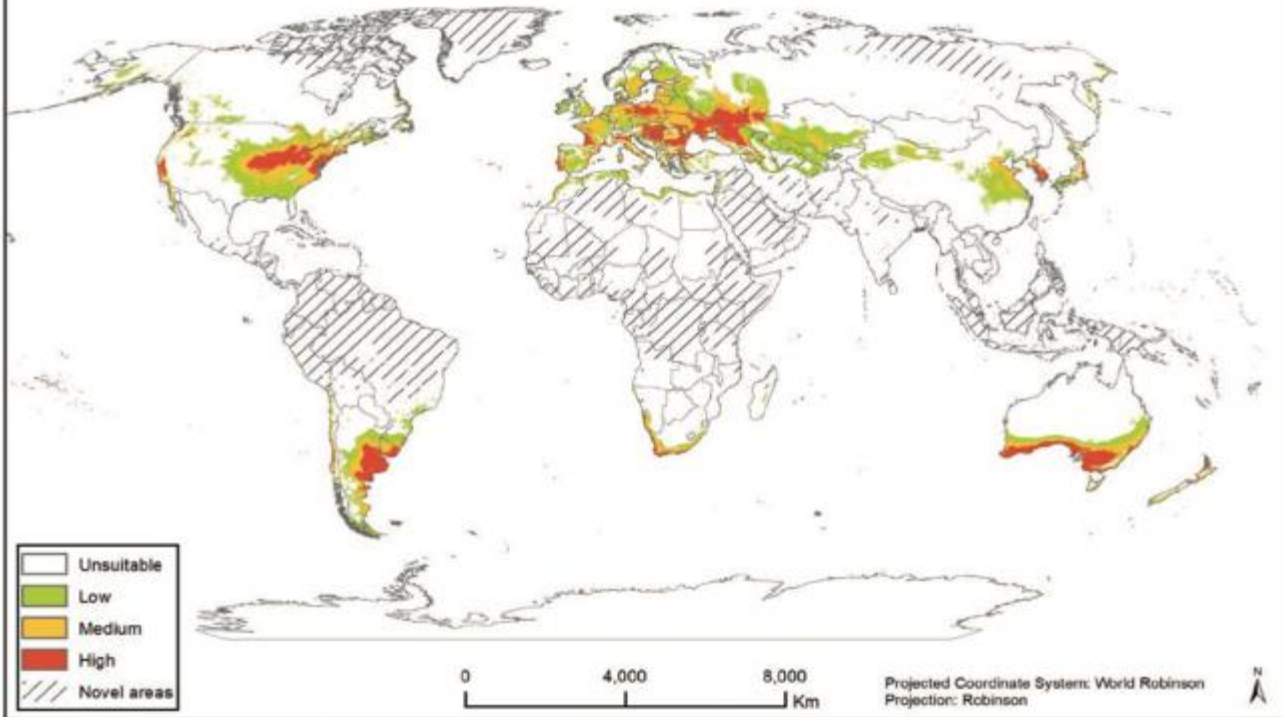 Unsuitable
Low
Medium
High
Novel areas
0 4,000 8,000
Km
Projected Coordinate System: World Robinson
Projection: Robinson
N